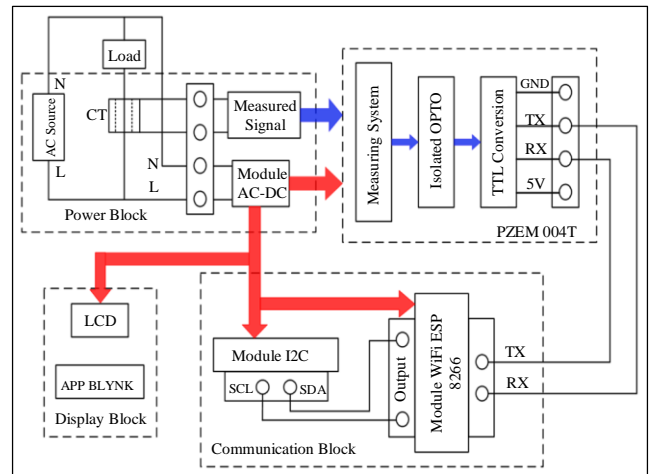 N
Load
AC Source
CT
L
N
L
Measured
Signal
Module
AC-DC
Power Block
Measuring System
Isolated OPTO
TTL Conversion
GND
TX
RX
5V
PZEM 004T
LCD
APP BLYNK
Display Block
Module I2C
SCL
SDA
Output
Module WiFi ESP
8266
TX
RX
Communication Block